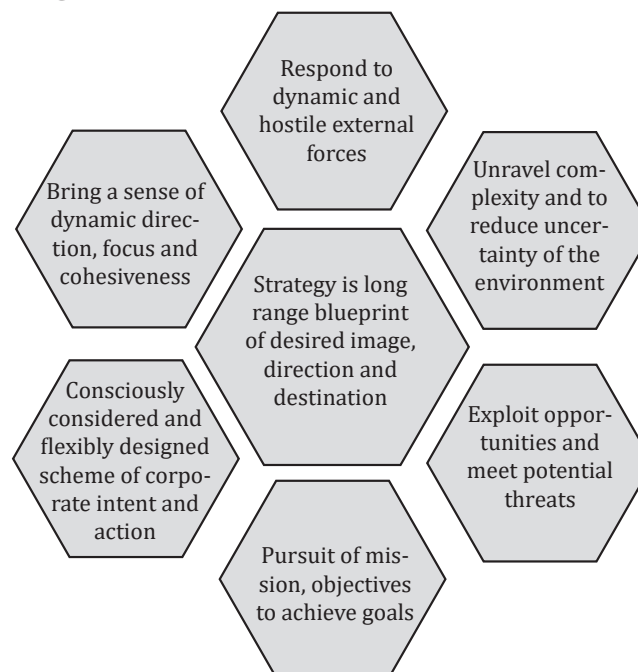 Respond to
dynamic and
hostile external
forces
Unravel com-
plexity and to
reduce uncer-
tainty of the
environment
Bring a sense of
dynamic direc-
tion, focus and
cohesiveness
Strategy is long
range blueprint
of desired image,
direction and
destination
Consciously
considered and
flexibly designed
scheme of corpo-
rate intent and
action
Exploit oppor-
tunities and
meet potential
threats
Pursuit of mis-
sion, objectives
to achieve goals